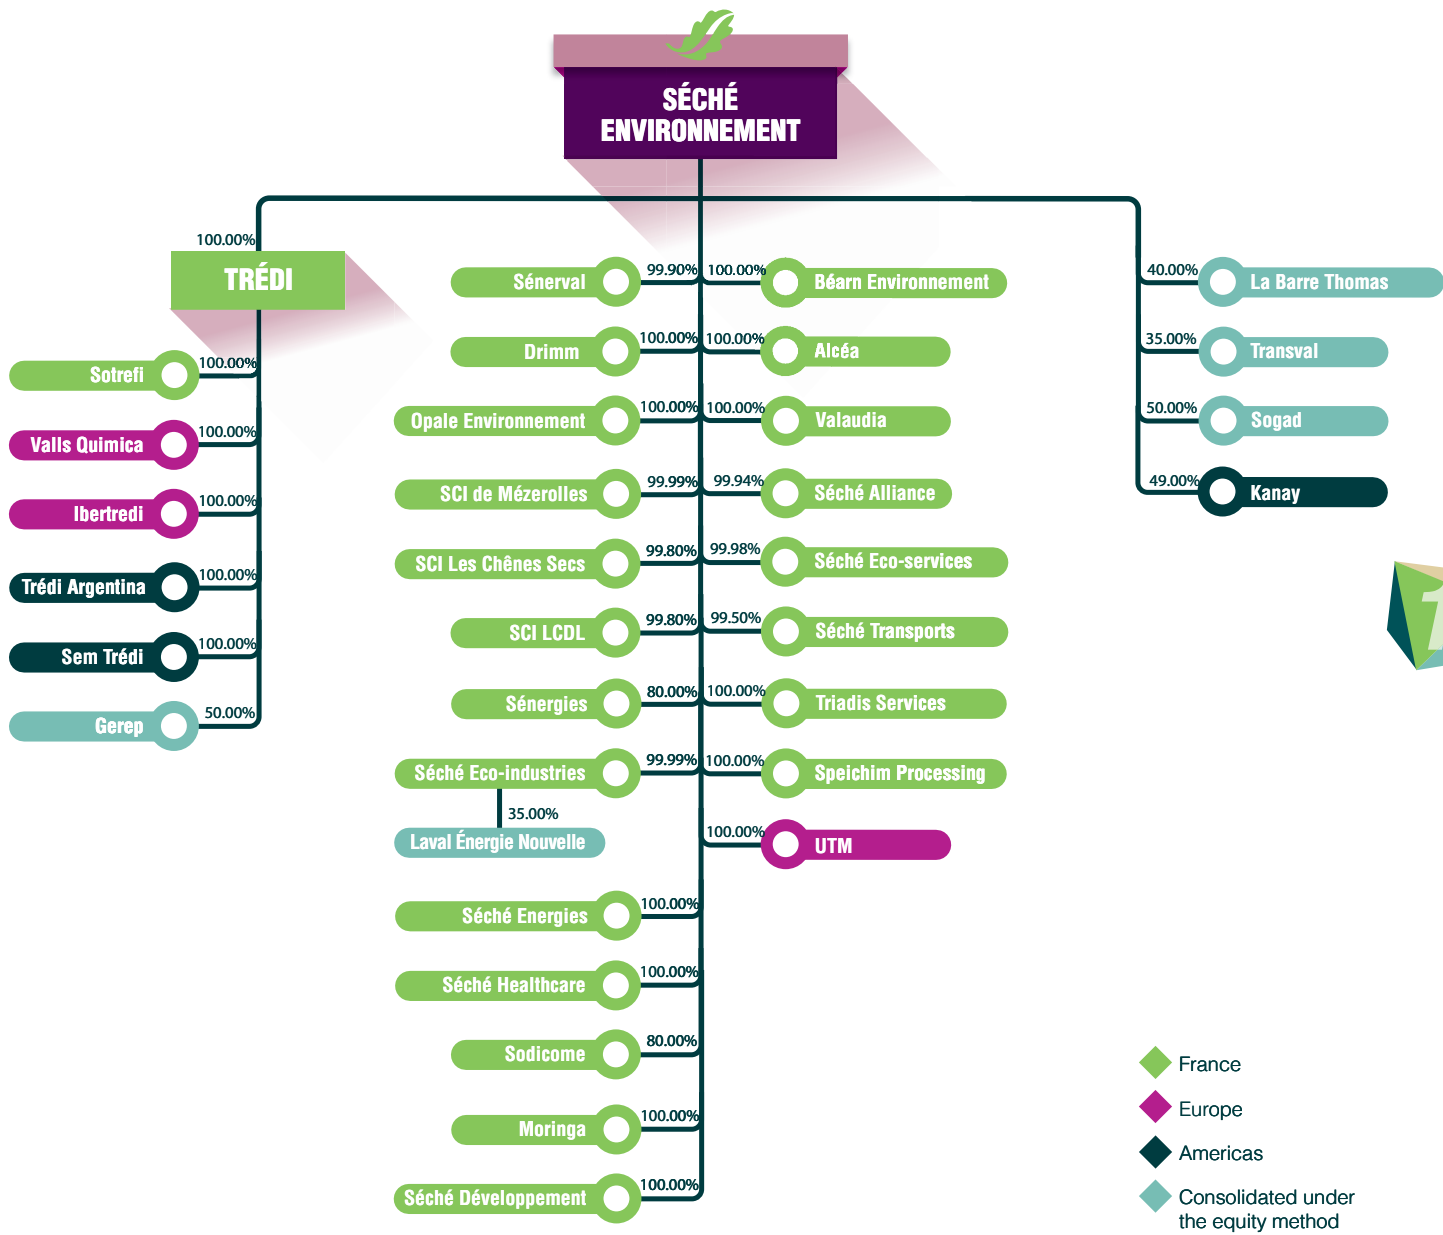 SÉCHÉ
ENVIRONNEMENT
100.00%
TRÉDI
100.00%
Sotrefi
100.00%
Valls Quimica
100.00%
Ibertredi
100.00%
Trédi Argentina
100.00%
Sem Trédi
50.00%
Gerep
99.90%
Sénerval
100.00%
Drimm
100.00%
Opale Environnement
99.99%
SCI de Mézerolles
99.80%
SCI Les Chênes Secs
99.80%
SCI LCDL
80.00%
Sénergies
99.99%
Séché Eco-industries
35.00%
Laval Énergie Nouvelle
100.00%
Séché Energies
100.00%
Séché Healthcare
80.00%
Sodicome
100.00%
Moringa
100.00%
Séché Développement
100.00%
Béarn Environnement
100.00%
Alcéa
100.00%
Valaudia
99.94%
Séché Alliance
99.98%
Séché Eco-services
99.50%
Séché Transports
100.00%
Triadis Services
100.00%
Speichim Processing
100.00%
UTM
40.00%
La Barre Thomas
35.00%
Transval
50.00%
Sogad
49.00%
Kanay
France
Europe
Americas
Consolidated under
the equity method